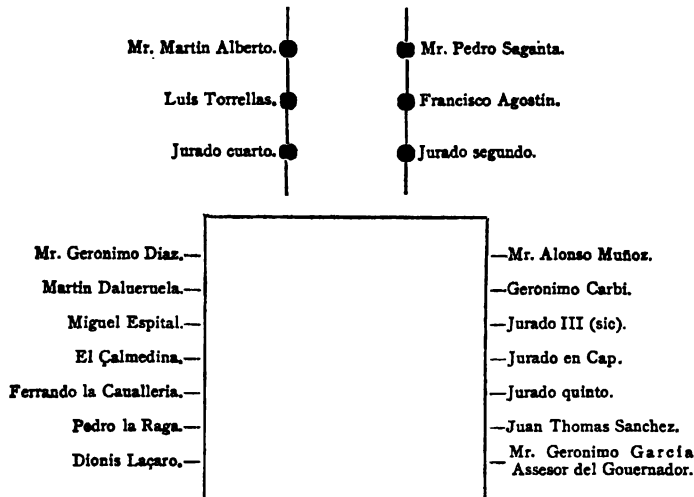 Mr. Martin Alberto.
Mr. Pedro Saganta.
Luis Torrellas.
Francisco Agostín.
Jurado cuarto.
Jurado segundo.
Mr. Geronimo Diaz.—
—Mr. Alonso Muñoz.
Martin Dalueruela.—
—Geronimo Carbi.
Miguel Espital.—
—Jurado III (sic).
El Çalmedina.—
—Jurado en Cap.
Ferrando la Caualleria.—
—Jurado quinto.
Pedro la Raga.—
—Juan Thomas Sanchez.
Dionis Laçaro.—
—Mr. Geronimo García
Assesor del Gouernador.